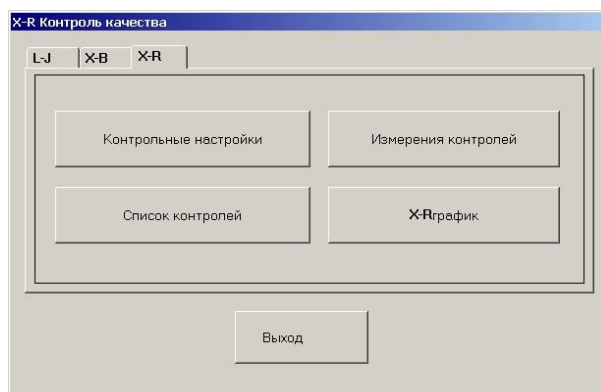 X-R Контроль качества
L-J X-B X-R
Контрольные настройки Измерения контролей
Список контролей X-Rграфик
Выход